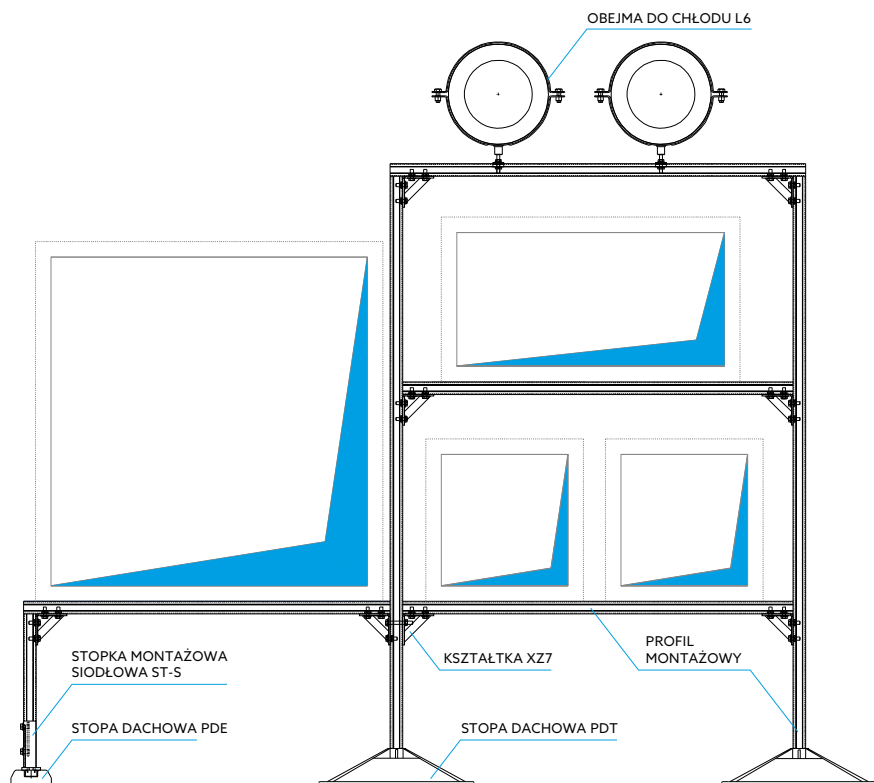 OBEJMA DO CHŁODU L6
STOPKA MONTAŻOWA
SIODŁOWA ST-S
KSZTAŁTKA XZ7
PROFIL
MONTAŻOWY
STOPA DACHOWA PDE
STOPA DACHOWA PDT